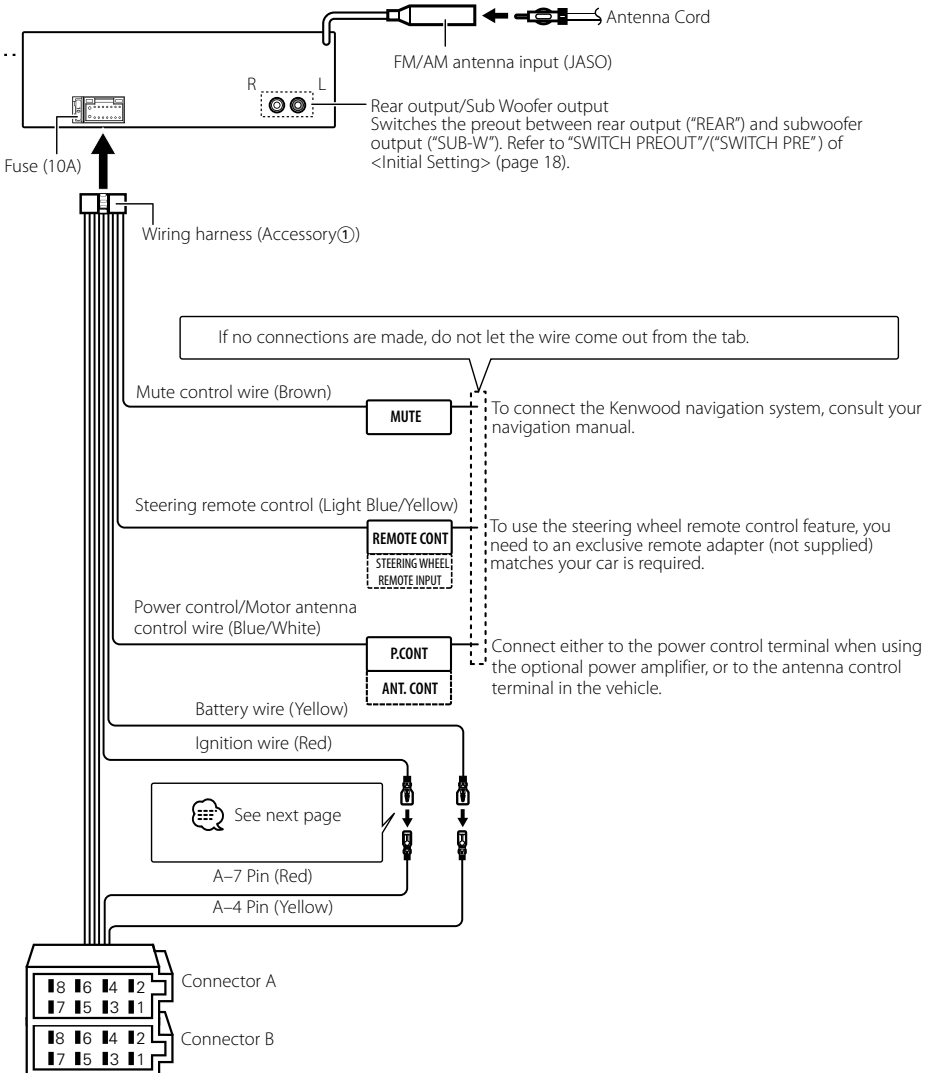 Antenna Cord
FM/AM antenna input (JASO)
R L
Rear output/Sub Woofer output
Switches the preout between rear output (“REAR”) and subwoofer
output (“SUB-W”). Refer to “SWITCH PREOUT”/(“SWITCH PRE” ) of
<Initial Setting> (page 18).
Fuse (10A)
Wiring harness (Accessory①)
If no connections are made, do not let the wire come out from the tab.
Mute control wire (Brown)
MUTE
To connect the Kenwood navigation system, consult your
navigation manual.
Steering remote control (Light Blue/Yellow)
REMOTE CONT
STEERING WHEEL
REMOTE INPUT
To use the steering wheel remote control feature, you
need to an exclusive remote adapter (not supplied)
matches your car is required.
Power control/Motor antenna
control wire (Blue/White)
P.CONT
ANT. CONT
Connect either to the power control terminal when using
the optional power amplifier, or to the antenna control
terminal in the vehicle.
Battery wire (Yellow)
Ignition wire (Red)
See next page
A–7 Pin (Red)
A–4 Pin (Yellow)
8 6 4 2
7 5 3 1
Connector A
8 6 4 2
7 5 3 1
Connector B